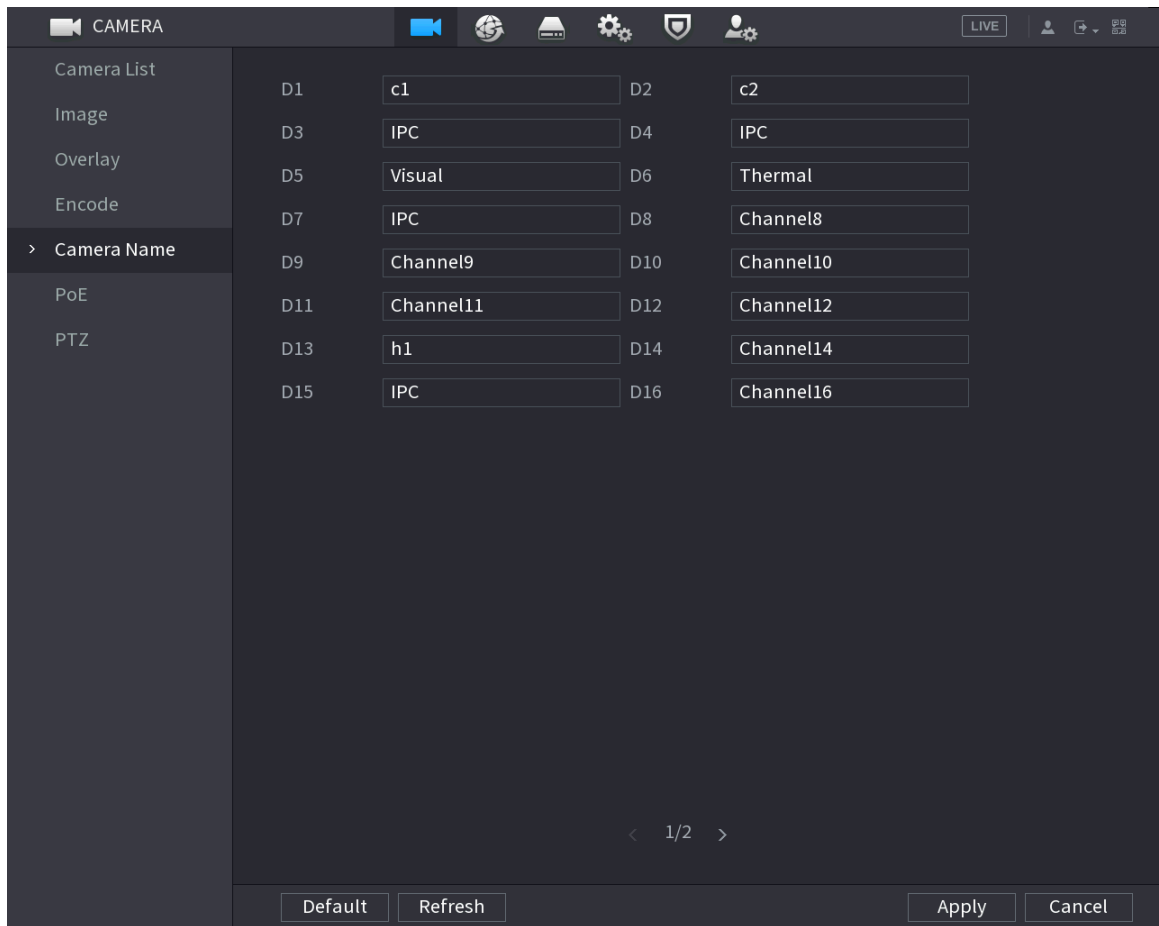 CAMERA LIVE
Camera List
Image
Overlay
Encode
Camera Name
PoE
PTZ
D1 c1 D2 c2
D3 IPC D4 IPC
D5 Visual D6 Thermal
D7 IPC D8 Channel8
D9 Channel9 D10 Channel10
D11 Channel11 D12 Channel12
D13 h1 D14 Channel14
D15 IPC D16 Channel16
1/2
Default Refresh Apply Cancel